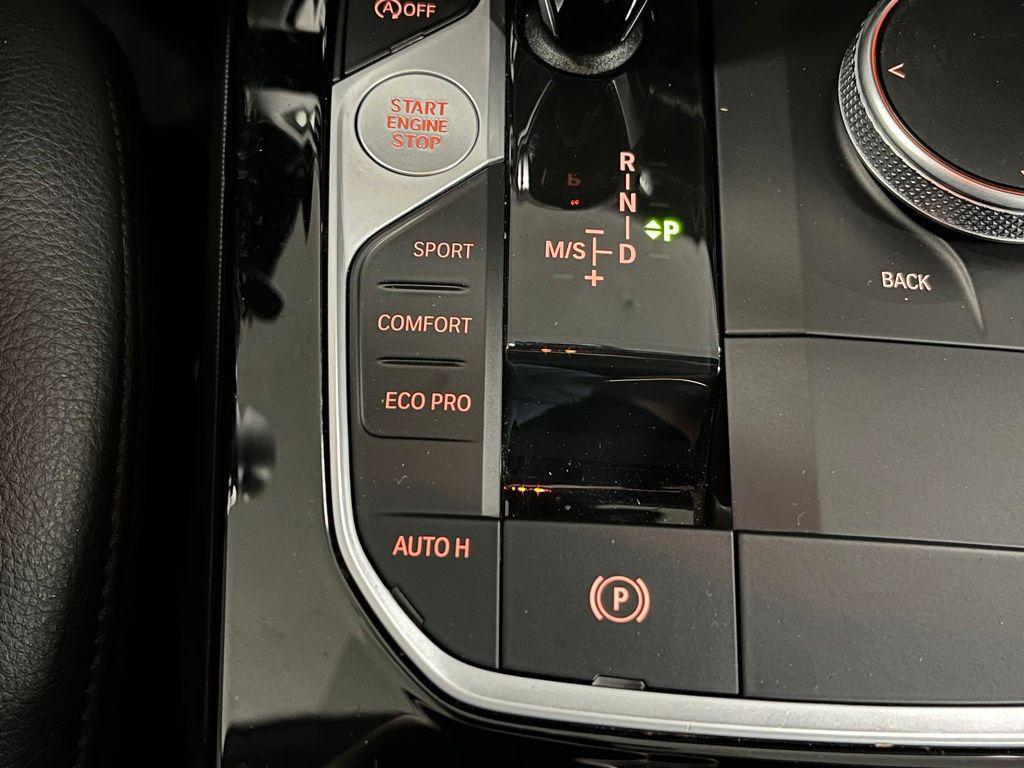 (A) OFF
START
ENGINE
STOP
R
N
P
M/S
D
−
+
SPORT
COMFORT
ECO PRO
AUTO H
P
BACK
<